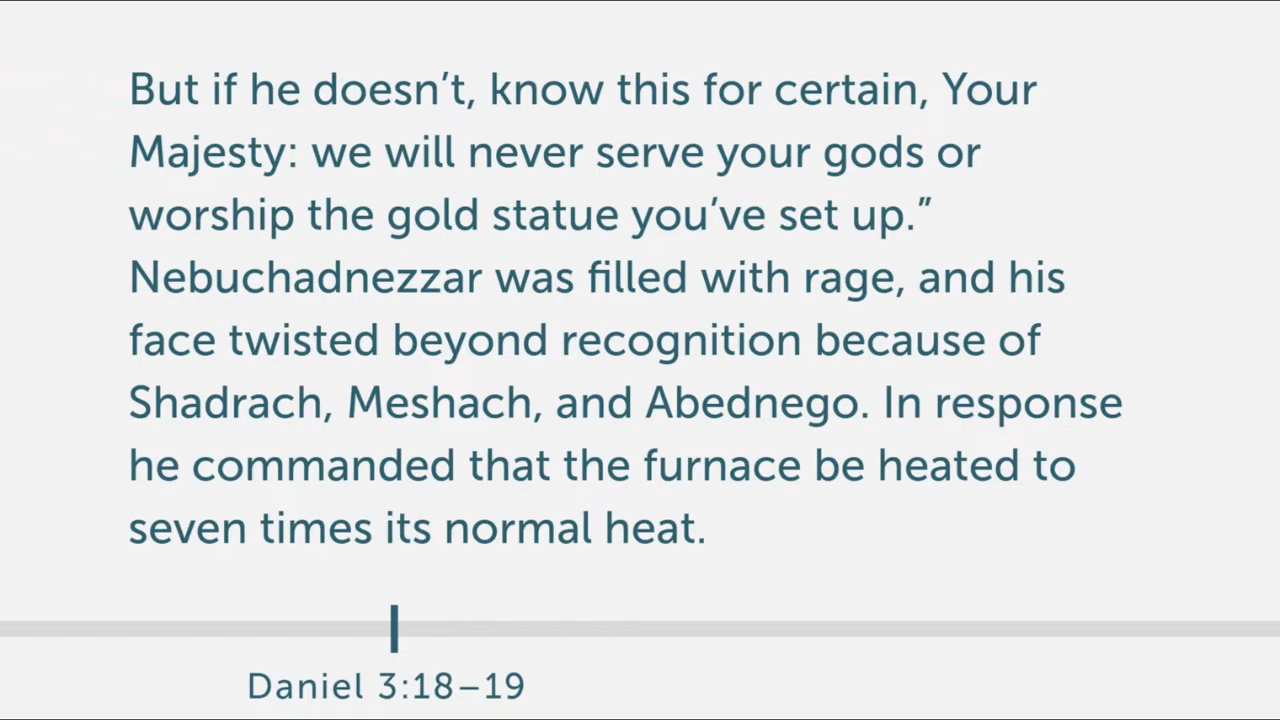 But if he doesn’t, know this for certain, Your
Majesty: we will never serve your gods or
worship the gold statue you’ve set up.”
Nebuchadnezzar was filled with rage, and his
face twisted beyond recognition because of
Shadrach, Meshach, and Abednego. In response
he commanded that the furnace be heated to
seven times its normal heat.
Daniel 3:18–19